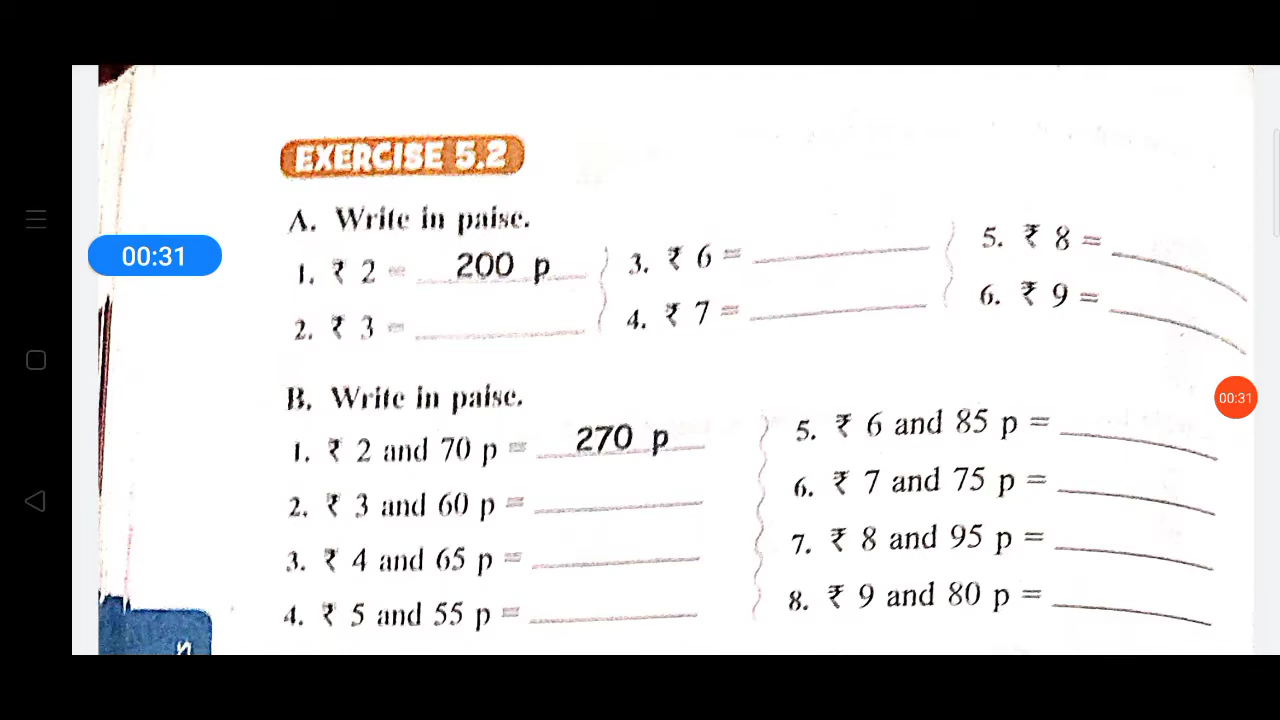 EXERCISE 5.2
A. Write in paise.
1. ₹ 2 = 200 p
2. ₹ 3 =
3. ₹ 6 =
4. ₹ 7 =
5. ₹ 8 =
6. ₹ 9 =
00:31
B. Write in paise.
1. ₹ 2 and 70 p = 270 p
2. ₹ 3 and 60 p =
3. ₹ 4 and 65 p =
4. ₹ 5 and 55 p =
5. ₹ 6 and 85 p =
6. ₹ 7 and 75 p =
7. ₹ 8 and 95 p =
8. ₹ 9 and 80 p =
00:31